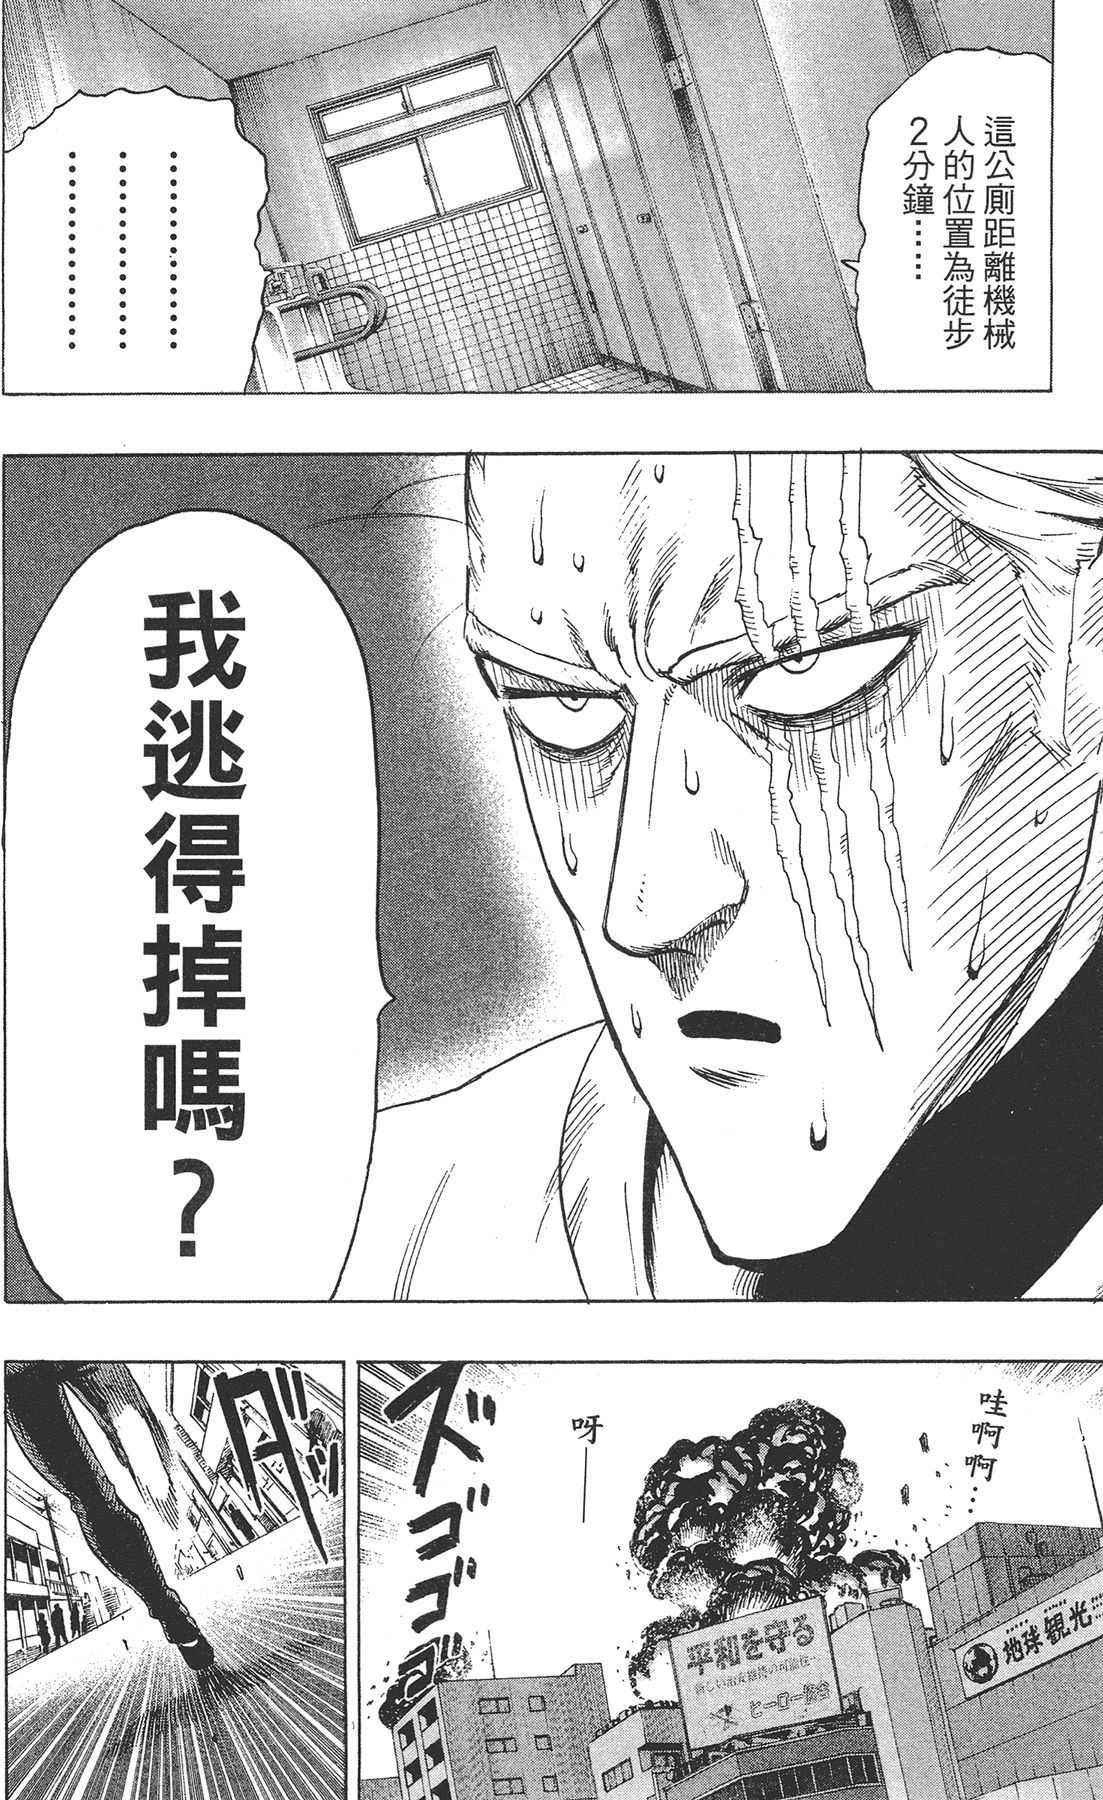 這公廁距離機械
人的位置為徒步
2分鐘……
………………
………………
………………
我逃得掉嗎?
哇啊啊…
呀——
ズゴゴゴ
平和を守る
ヒーロー協会
地球観光
ダッ